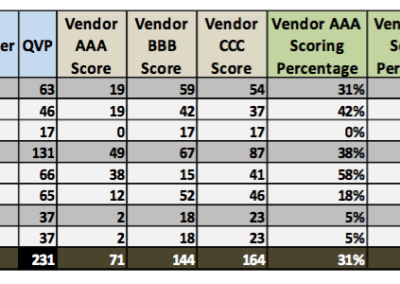 er QVP Vendor AAA Score Vendor BBB Score Vendor CCC Score Vendor AAA Scoring Percentage Ven Sc Per
63 19 59 54 31%
46 19 42 37 42%
17 0 17 17 0%
131 49 67 87 38%
66 38 15 41 58%
65 12 52 46 18%
37 2 18 23 5%
37 2 18 23 5%
231 71 144 164 31%